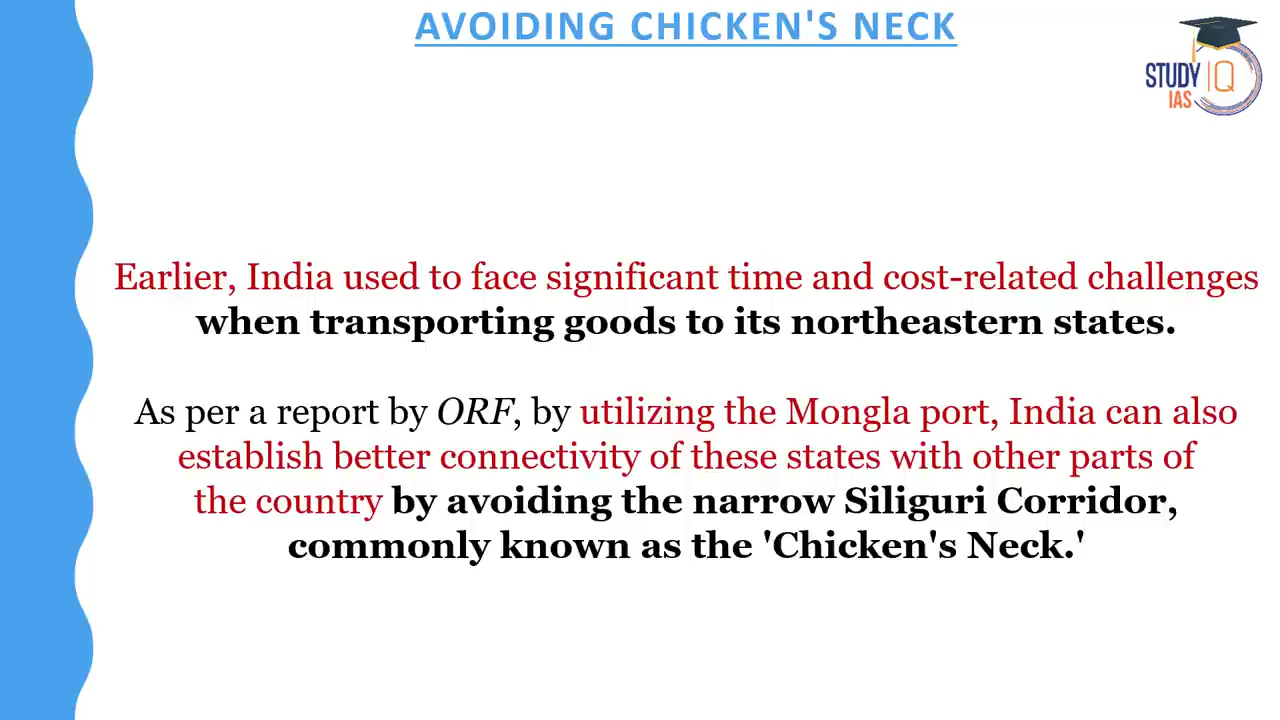 AVOIDING CHICKEN'S NECK
STUDY IQ
IAS
Earlier, India used to face significant time and cost-related challenges
when transporting goods to its northeastern states.
As per a report by ORF, by utilizing the Mongla port, India can also
establish better connectivity of these states with other parts of
the country by avoiding the narrow Siliguri Corridor,
commonly known as the 'Chicken's Neck.'